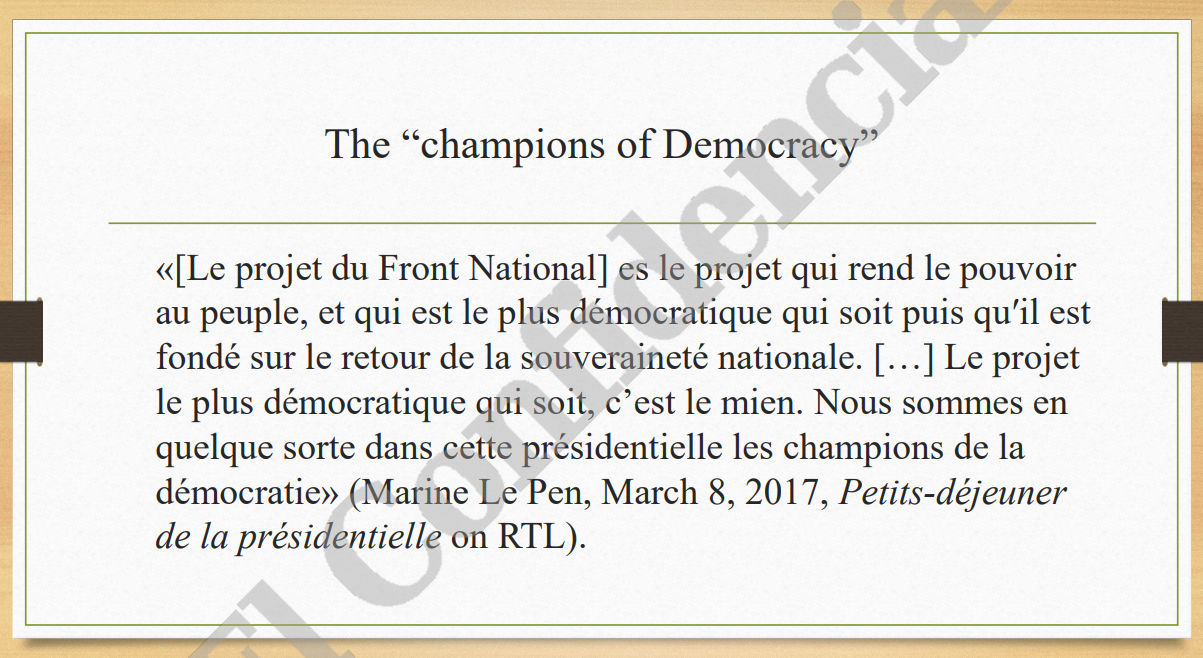 The “champions of Democracy”
«[Le projet du Front National] es le projet qui rend le pouvoir
au peuple, et qui est le plus démocratique qui soit puis qu′il est
fondé sur le retour de la souveraineté nationale. […] Le projet
le plus démocratique qui soit, c’est le mien. Nous sommes en
quelque sorte dans cette présidentielle les champions de la
démocratie» (Marine Le Pen, March 8, 2017, Petits-déjeuner
de la présidentielle on RTL).
El Confidencial